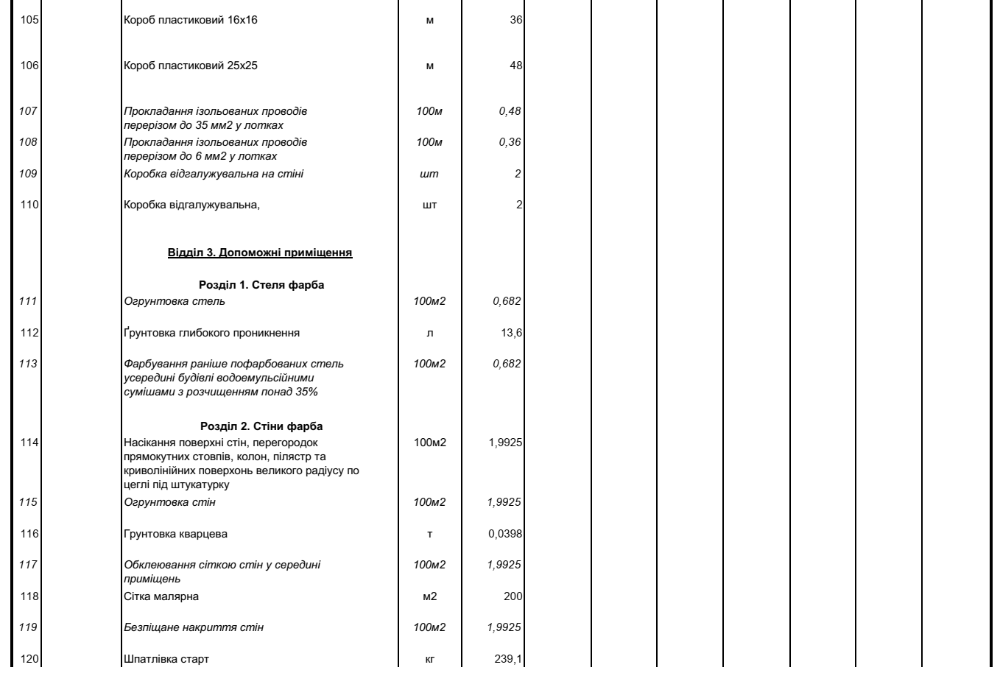 105 Короб пластиковий 16х16 м 36
106 Короб пластиковий 25х25 м 48
107 Прокладання ізольованих проводів 100м 0,48
перерізом до 35 мм2 у лотках
108 Прокладання ізольованих проводів 100м 0,36
перерізом до 6 мм2 у лотках
109 Коробка відгалужувальна на стіні шт 2
110 Коробка відгалужувальна, шт 2
Відділ 3. Допоможні приміщення
Розділ 1. Стеля фарба
111 Огрунтовка стель 100м2 0,682
112 Ґрунтовка глибокого проникнення л 13,6
113 Фарбування раніше пофарбованих стель 100м2 0,682
усередині будівлі водоемульсійними
сумішами з розчищенням понад 35%
Розділ 2. Стіни фарба
114 Насікання поверхні стін, перегородок 100м2 1,9925
прямокутних стовпів, колон, пілястр та
криволінійних поверхонь великого радіусу по
цеглі під штукатурку
115 Огрунтовка стін 100м2 1,9925
116 Грунтовка кварцева т 0,0398
117 Обклеювання сіткою стін у середині 100м2 1,9925
приміщень
118 Сітка малярна м2 200
119 Безпіщане накриття стін 100м2 1,9925
120 Шпатлівка старт кг 239,1